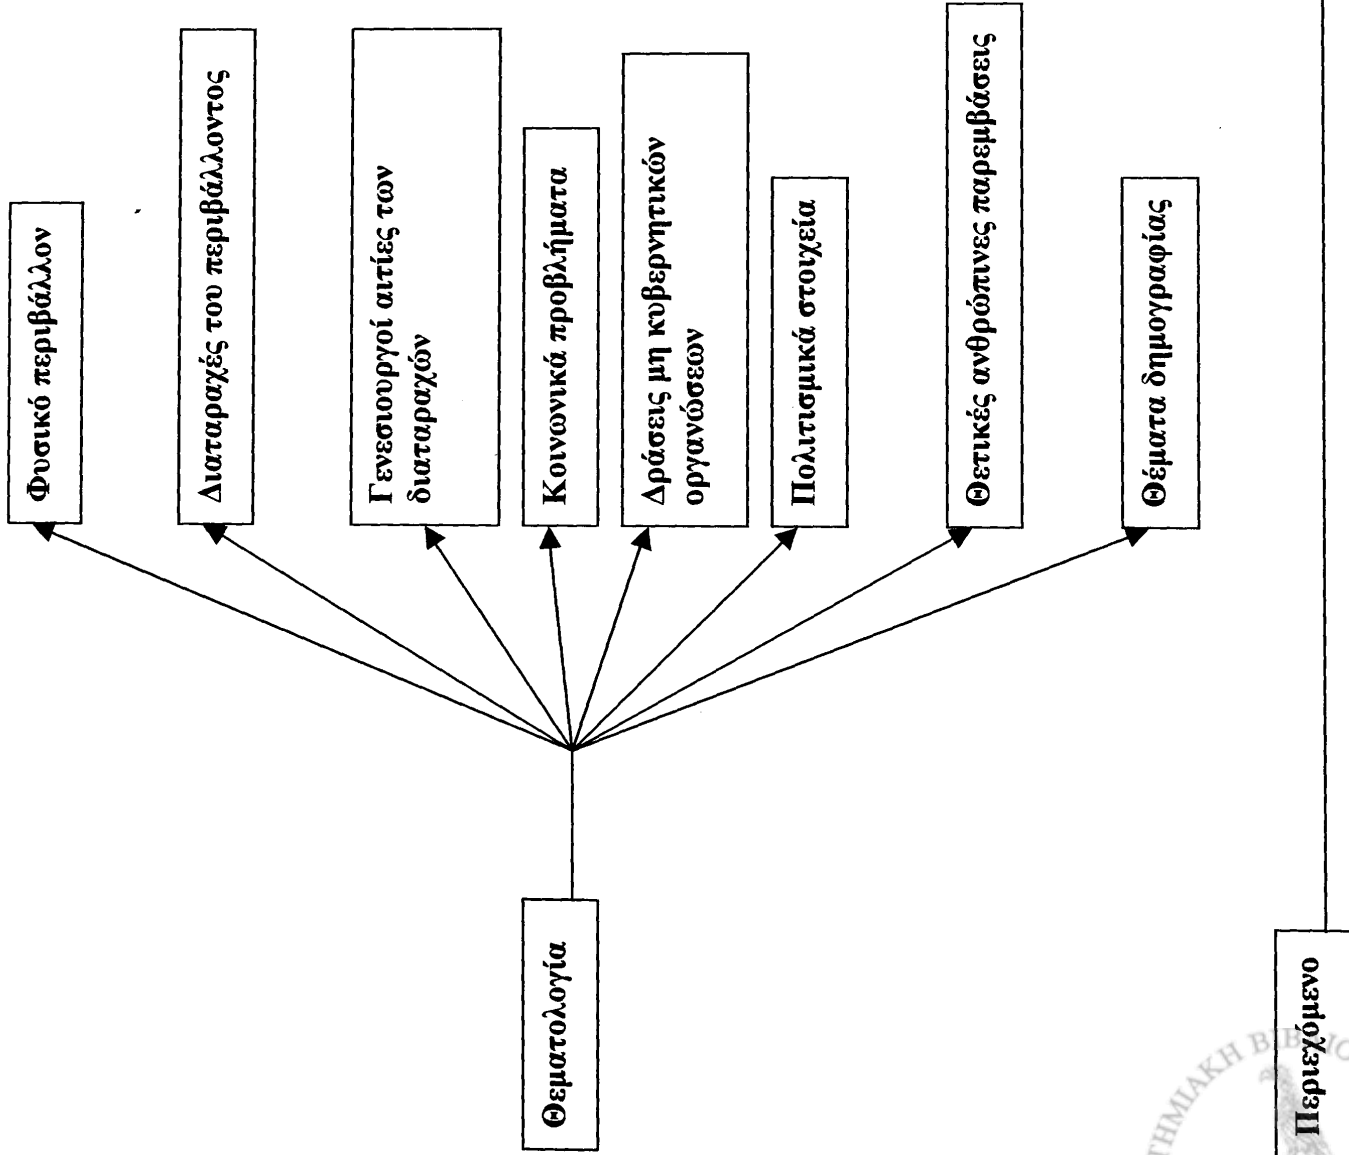 Φυσικό περιβάλλον
Διαταραχές του περιβάλλοντος
Γενεσιουργοί αιτίες των
διαταραχών
Κοινωνικά προβλήματα
Δράσεις μη κυβερνητικών
οργανώσεων
Πολιτισμικά στοιχεία
Θετικές ανθρώπινες παρεμβάσεις
Θέματα δημογραφίας
Θεματολογία
Περιεχόμενο